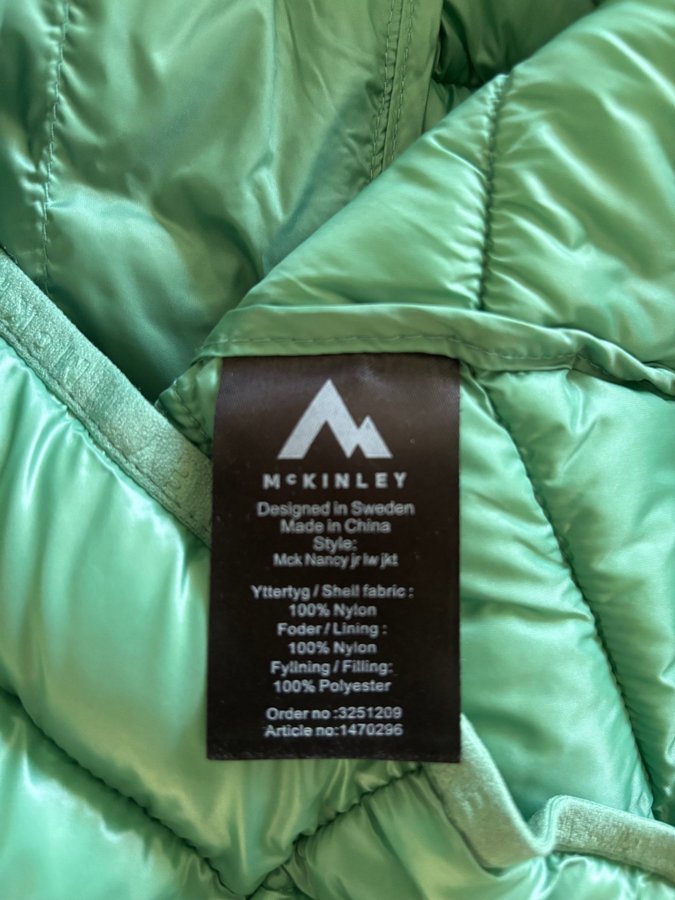 McKINLEY
Designed in Sweden
Made in China
Style:
Mck Nancy jr lw jkt
Yttertyg / Shell fabric :
100% Nylon
Foder / Lining :
100% Nylon
Fyllning / Filling:
100% Polyester
Order no :3251209
Article no:1470296